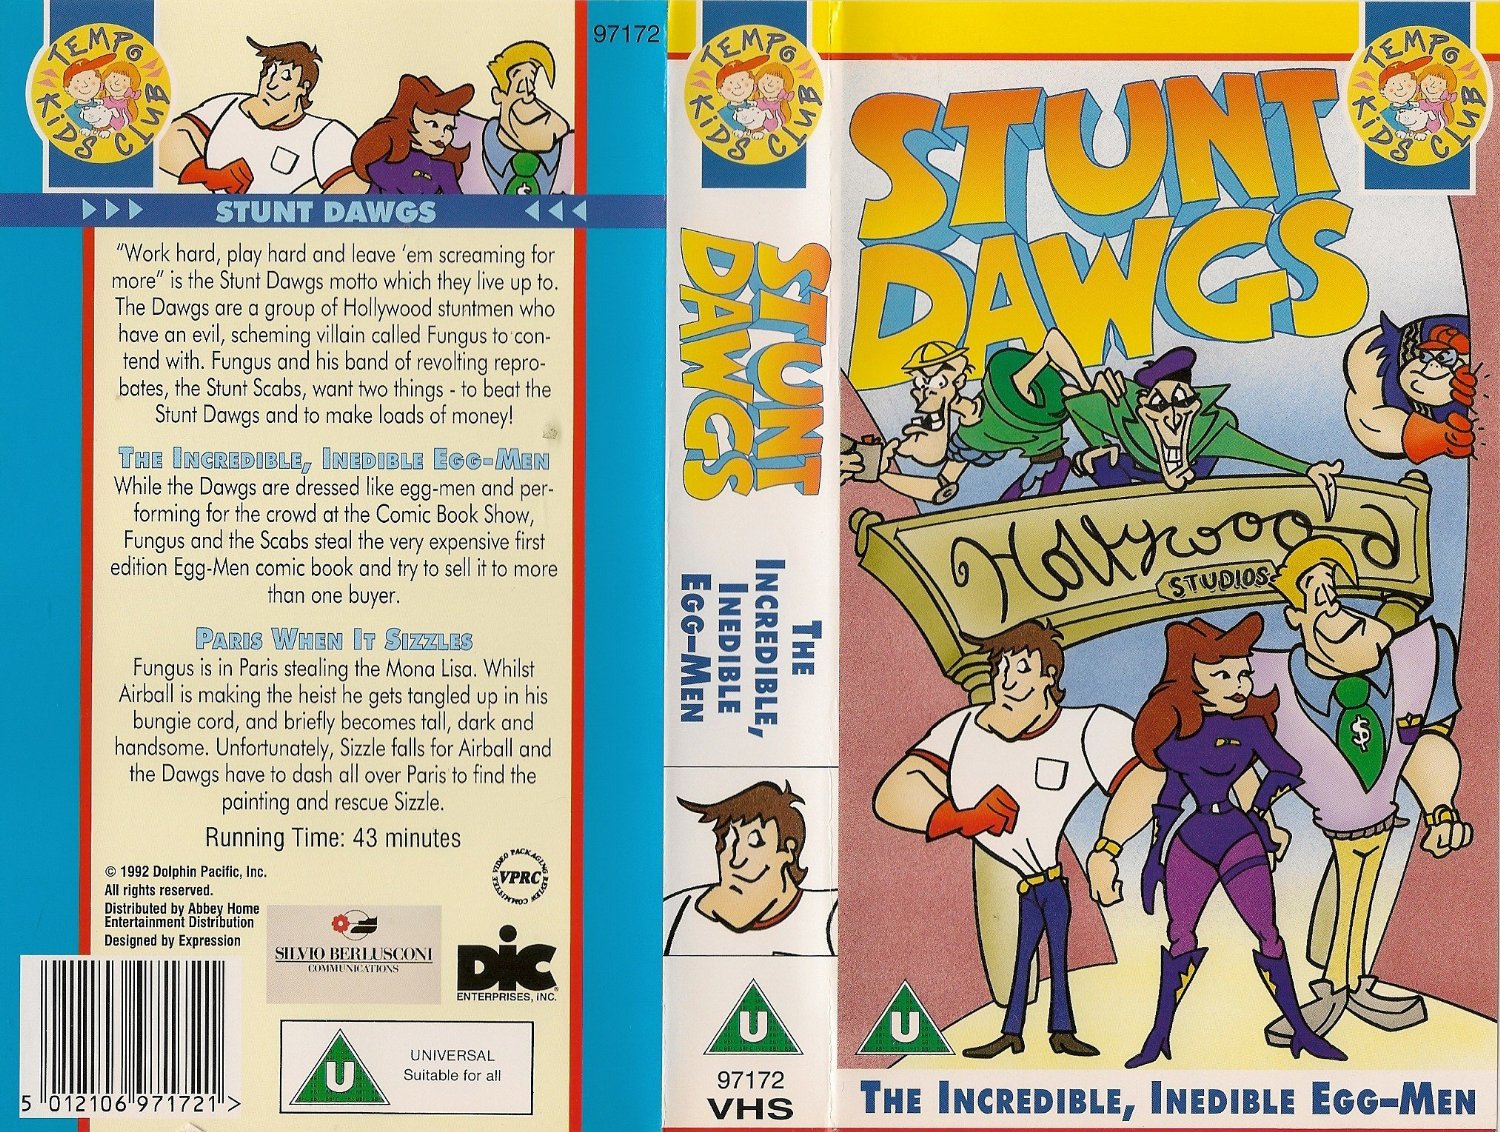 TEMPO
KiDS CLUB
97172
STUNT DAWGS
“Work hard, play hard and leave ‘em screaming for
more” is the Stunt Dawgs motto which they live up to.
The Dawgs are a group of Hollywood stuntmen who
have an evil, scheming villain called Fungus to con-
tend with. Fungus and his band of revolting repro-
bates, the Stunt Scabs, want two things - to beat the
Stunt Dawgs and to make loads of money!
THE INCREDIBLE, INEDIBLE EGG-MEN
While the Dawgs are dressed like egg-men and per-
forming for the crowd at the Comic Book Show,
Fungus and the Scabs steal the very expensive first
edition Egg-Men comic book and try to sell it to more
than one buyer.
PARIS WHEN IT SIZZLES
Fungus is in Paris stealing the Mona Lisa. Whilst
Airball is making the heist he gets tangled up in his
bungie cord, and briefly becomes tall, dark and
handsome. Unfortunately, Sizzle falls for Airball and
the Dawgs have to dash all over Paris to find the
painting and rescue Sizzle.
Running Time: 43 minutes
© 1992 Dolphin Pacific, Inc.
All rights reserved.
Distributed by Abbey Home
Entertainment Distribution
Designed by Expression
VIDEO PACKAGING REVIEW COMMITTEE
VPRC
SILVIO BERLUSCONI
COMMUNICATIONS
DIC
ENTERPRISES, INC.
5 012106 971721 >
U
UNIVERSAL
Suitable for all
$
TEMPO
KiDS CLUB
STUNT
DAWGS
THE
INCREDIBLE,
INEDIBLE
EGG-MEN
U
97172
VHS
TEMPO
KiDS CLUB
STUNT
DAWGS
Hollywood
STUDIOS
$
U
THE INCREDIBLE, INEDIBLE EGG-MEN